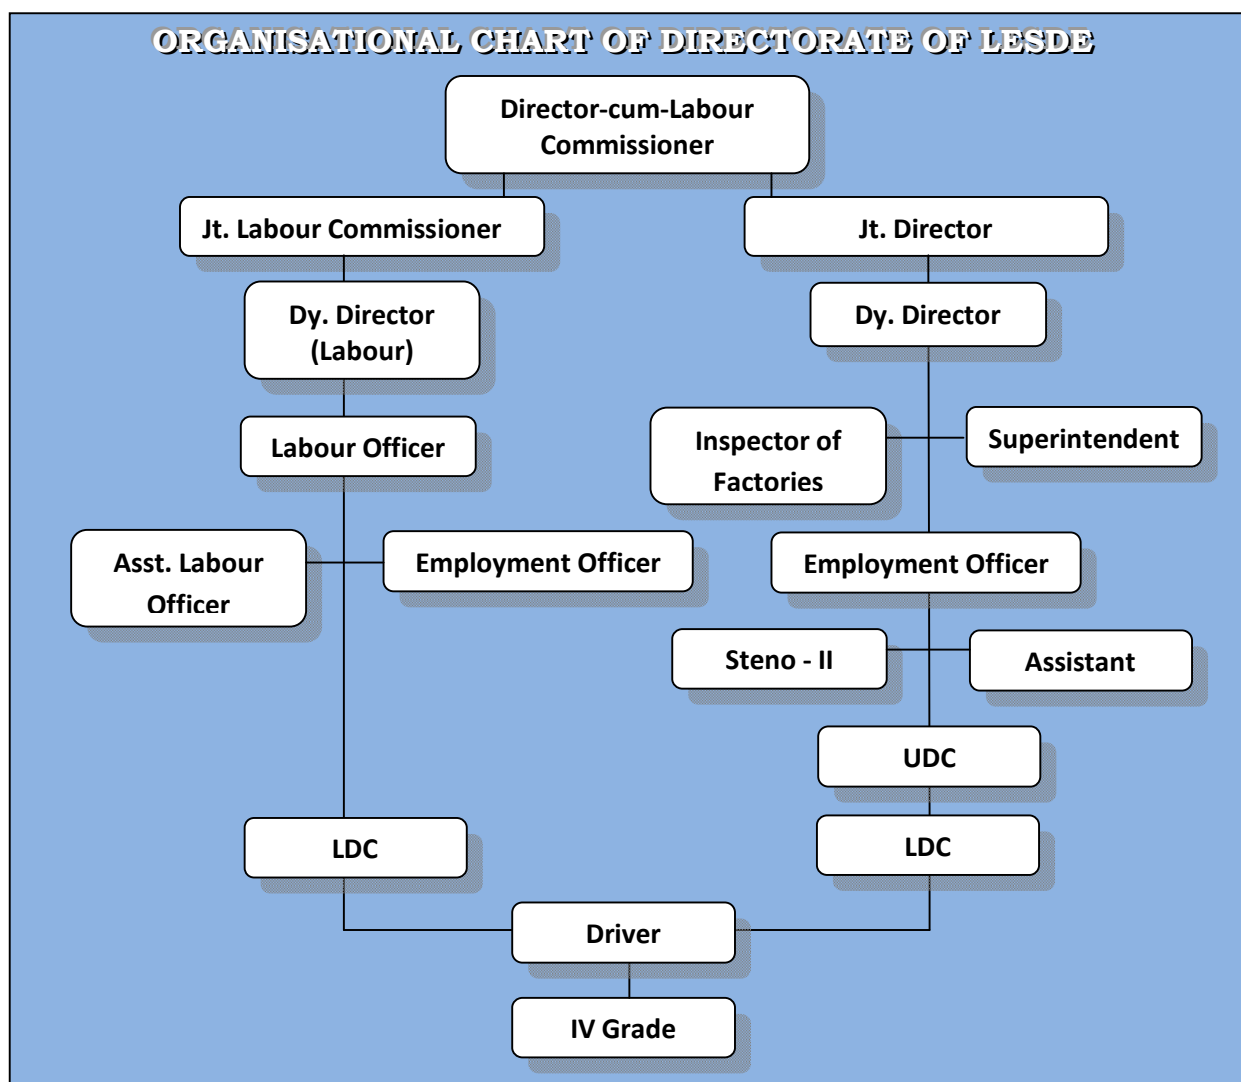 ORGANISATIONAL CHART OF DIRECTORATE OF LESDE
Director-cum-Labour
Commissioner
Jt. Labour Commissioner
Jt. Director
Dy. Director
(Labour)
Dy. Director
Labour Officer
Inspector of
Factories
Superintendent
Asst. Labour
Officer
Employment Officer
Employment Officer
Steno - II
Assistant
UDC
LDC
LDC
Driver
IV Grade